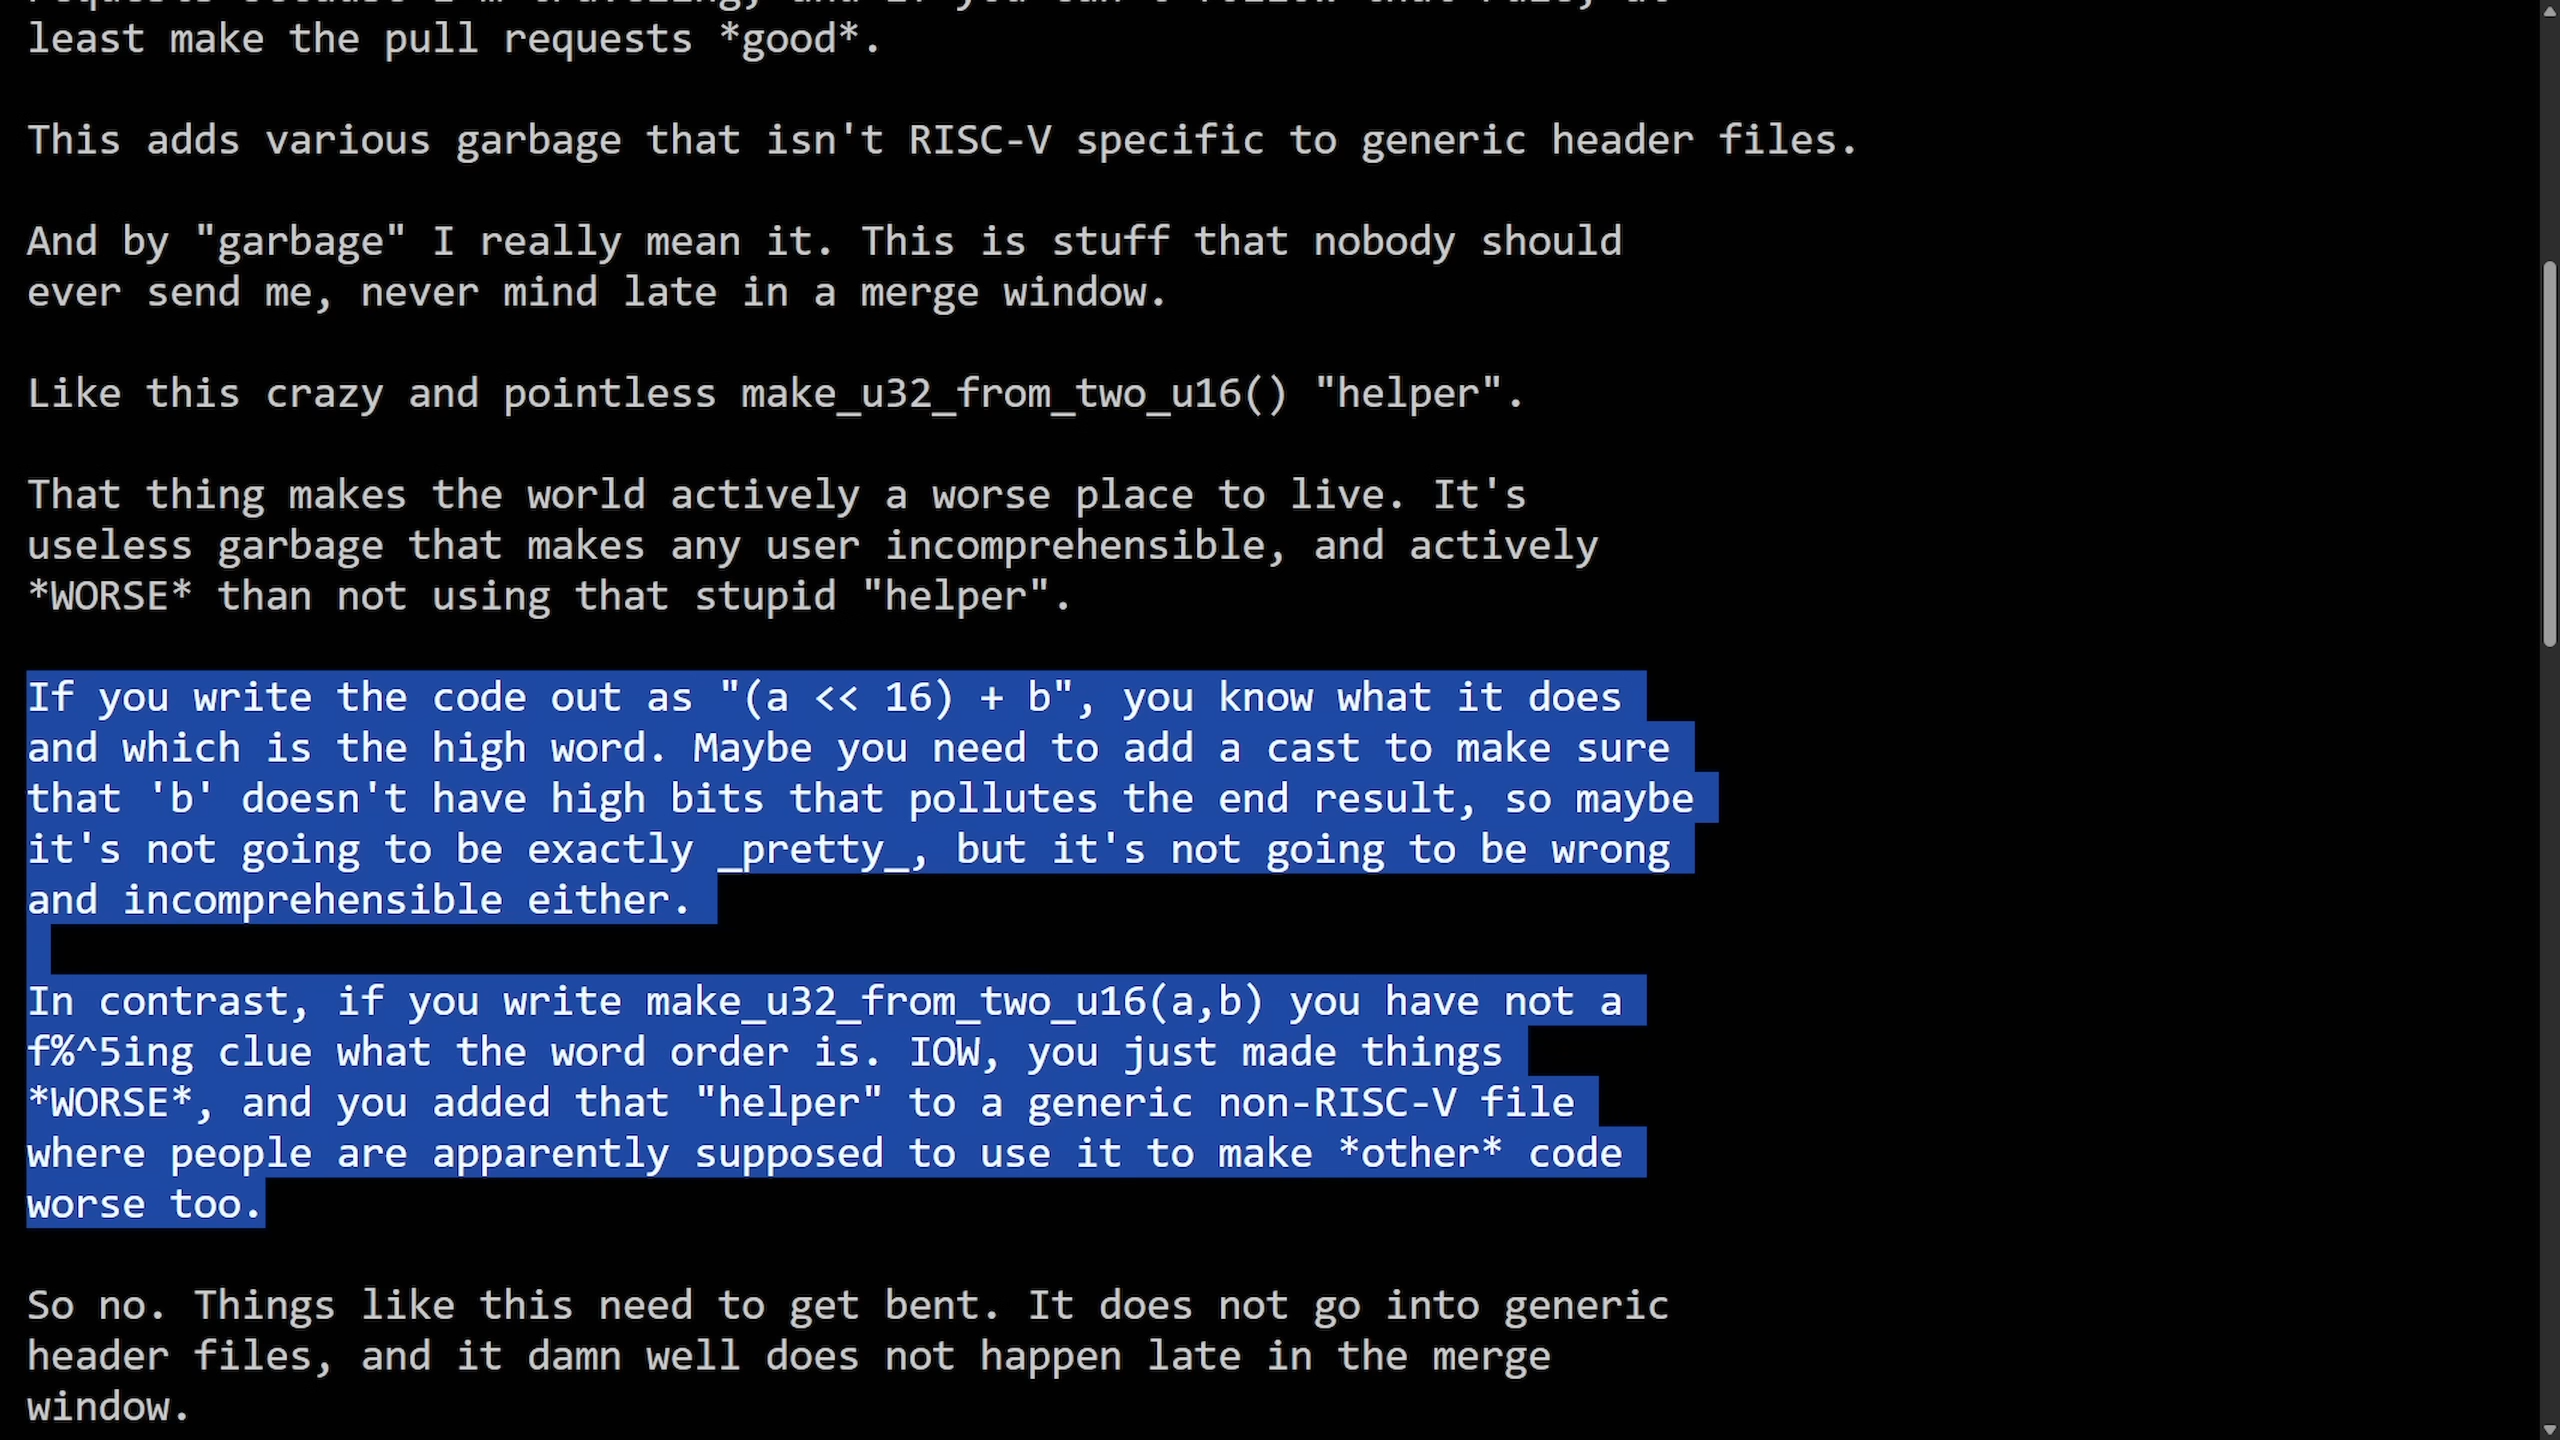 least make the pull requests *good*.
This adds various garbage that isn't RISC-V specific to generic header files.
And by "garbage" I really mean it. This is stuff that nobody should
ever send me, never mind late in a merge window.
Like this crazy and pointless make_u32_from_two_u16() "helper".
That thing makes the world actively a worse place to live. It's
useless garbage that makes any user incomprehensible, and actively
*WORSE* than not using that stupid "helper".
If you write the code out as "(a << 16) + b", you know what it does
and which is the high word. Maybe you need to add a cast to make sure
that 'b' doesn't have high bits that pollutes the end result, so maybe
it's not going to be exactly _pretty_, but it's not going to be wrong
and incomprehensible either.
In contrast, if you write make_u32_from_two_u16(a,b) you have not a
f%^5ing clue what the word order is. IOW, you just made things
*WORSE*, and you added that "helper" to a generic non-RISC-V file
where people are apparently supposed to use it to make *other* code
worse too.
So no. Things like this need to get bent. It does not go into generic
header files, and it damn well does not happen late in the merge
window.